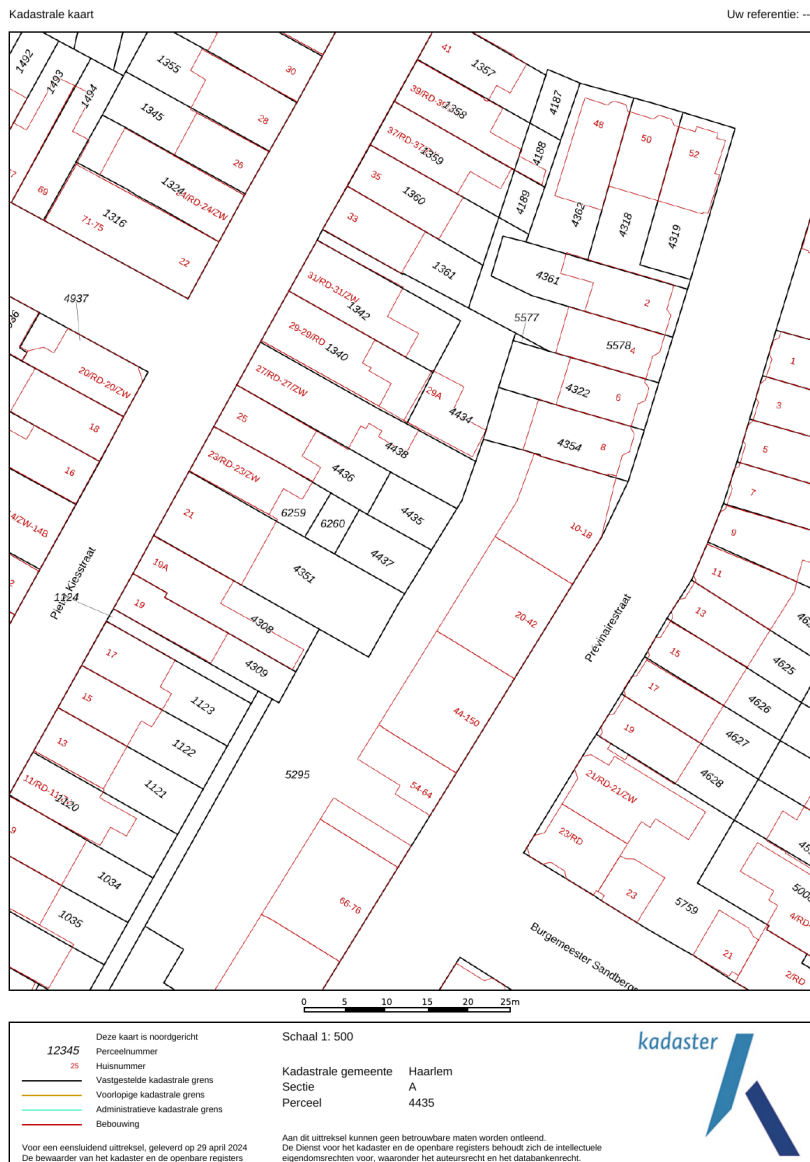 Kadastrale kaart
Uw referentie: --
1492
1493
1494
1355
30
1345
28
26
1324
24/ZW
69
71-75
1316
22
41
1357
39/RD
1358
37/RD
1359
35
1360
33
1361
4187
4188
4189
48
50
52
4362
4318
4319
4361
2
5577
5578
4
4322
6
4354
8
4937
20/RD-20/ZW
18
16
31/RD-31/ZW
1342
29-29/RD
1340
27/RD-27/ZW
29A
4434
25
4438
23/RD-23/ZW
4436
4435
21
6259
6260
4437
4351
19A
19
4308
4309
1124
17
1123
15
1122
13
1121
1120
9
1034
1035
5295
10-18
20-42
44-150
54-64
66-76
Prévinairestraat
1
3
5
7
9
11
13
15
4625
17
4626
19
4627
4628
21/RD-21/ZW
23/RD
23
5759
21
2/RD
Burgemeester
0 5 10 15 20 25m
Deze kaart is noordgericht
12345 Perceelnummer
25 Huisnummer
Vastgestelde kadastrale grens
Voorlopige kadastrale grens
Administratieve kadastrale grens
Bebouwing
Voor een eensluidend uittreksel, geleverd op 29 april 2024
De bewaarder van het kadaster en de openbare registers
Schaal 1: 500
Kadastrale gemeente Haarlem
Sectie A
Perceel 4435
Aan dit uittreksel kunnen geen betrouwbare maten worden ontleend.
De Dienst voor het kadaster en de openbare registers behoudt zich de intellectuele
eigendomsrechten voor, waaronder het auteursrecht en het databankenrecht.
kadaster